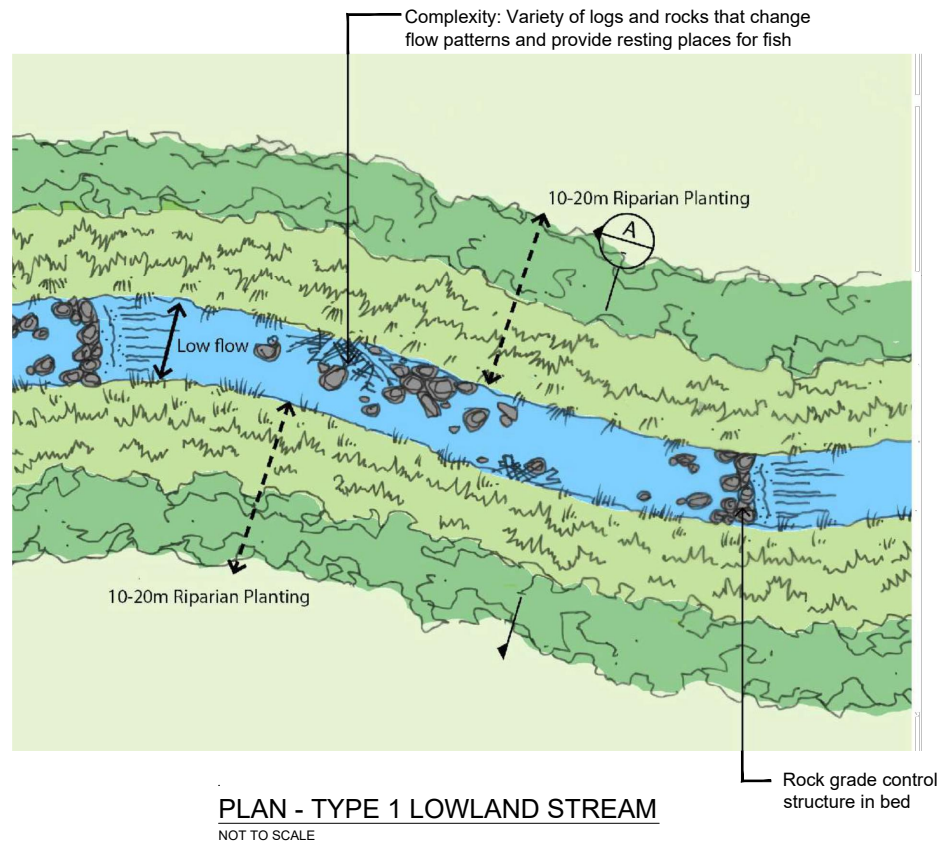 Complexity: Variety of logs and rocks that change
flow patterns and provide resting places for fish
10-20m Riparian Planting
A
Low flow
10-20m Riparian Planting
Rock grade control
structure in bed
PLAN - TYPE 1 LOWLAND STREAM
NOT TO SCALE